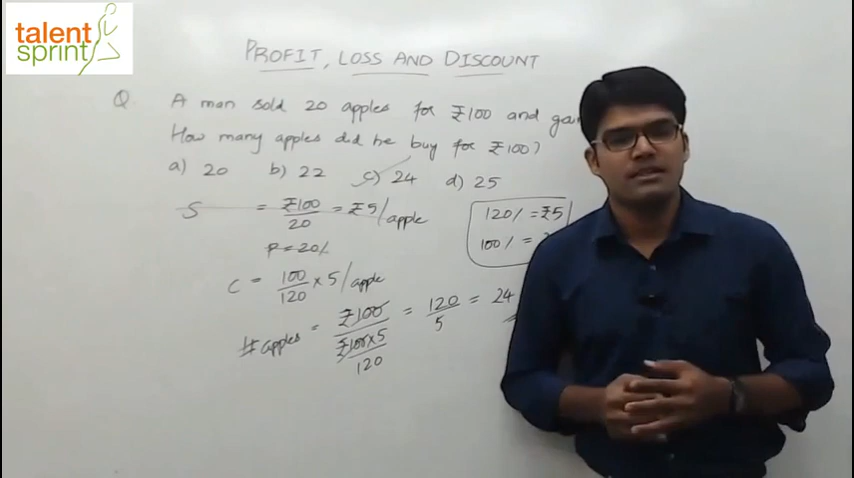 talent
sprint
PROFIT, LOSS AND DISCOUNT
Q A man sold 20 apples for ₹100 and
How many apples did he buy for ₹100?
a) 20 b) 22 c) 24 d) 25
S = ₹100/20 = ₹5/apple
P = 20%
120% = ₹5
100% =
C = 100/120 × 5/apple
# apples = ₹100/(₹100×5/120) = 120/5 = 24